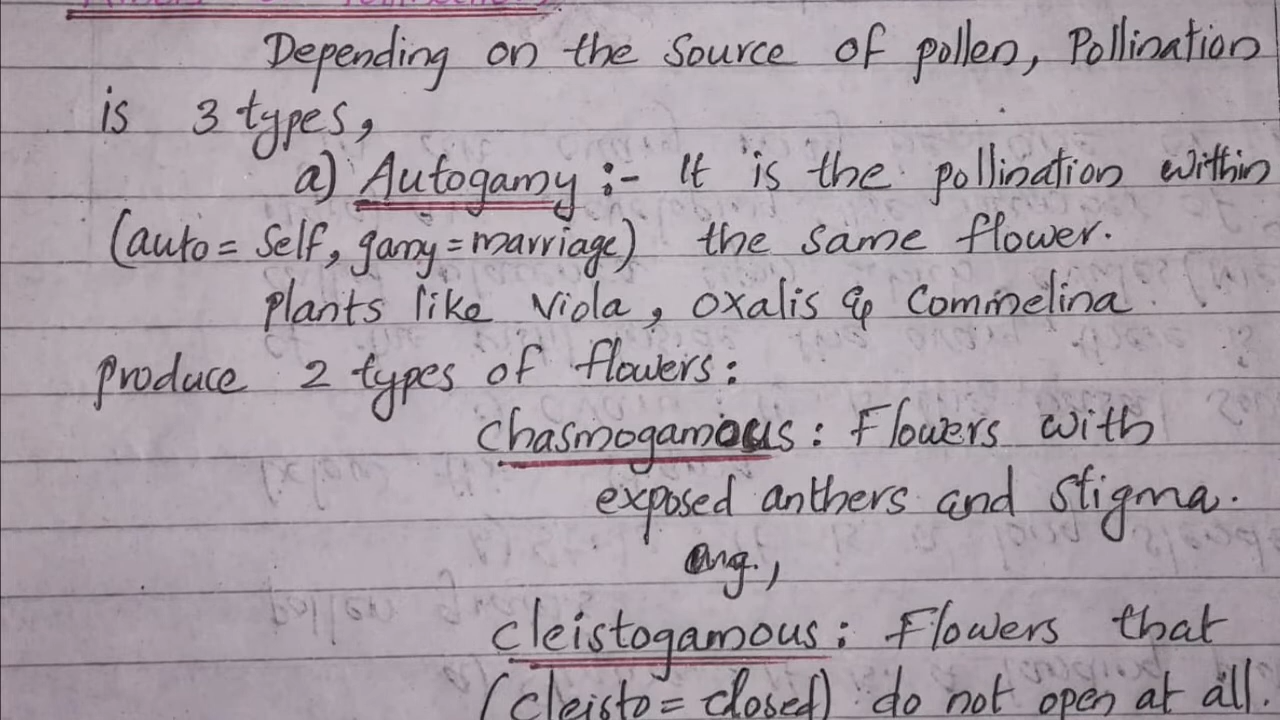 Depending on the source of pollen, Pollination
is 3 types,
a) Autogamy :- It is the pollination within
(auto = Self, gamy = marriage) the same flower.
Plants like Viola, Oxalis & Commelina
produce 2 types of flowers :
Chasmogamous : Flowers with
exposed anthers and stigma.
Cleistogamous : Flowers that
(cleisto = closed) do not open at all.